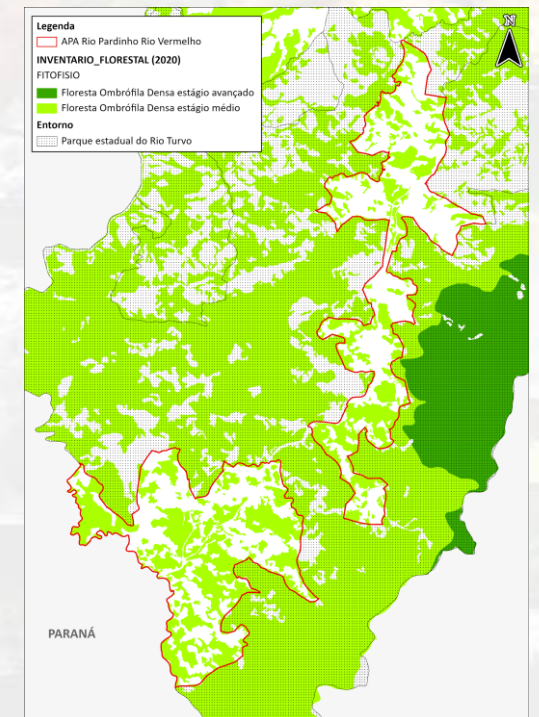 Legenda
APA Rio Pardinho Rio Vermelho
INVENTARIO_FLORESTAL (2020)
FITOFISIO
Floresta Ombrófila Densa estágio avançado
Floresta Ombrófila Densa estágio médio
Entorno
Parque estadual do Rio Turvo
N
PARANÁ